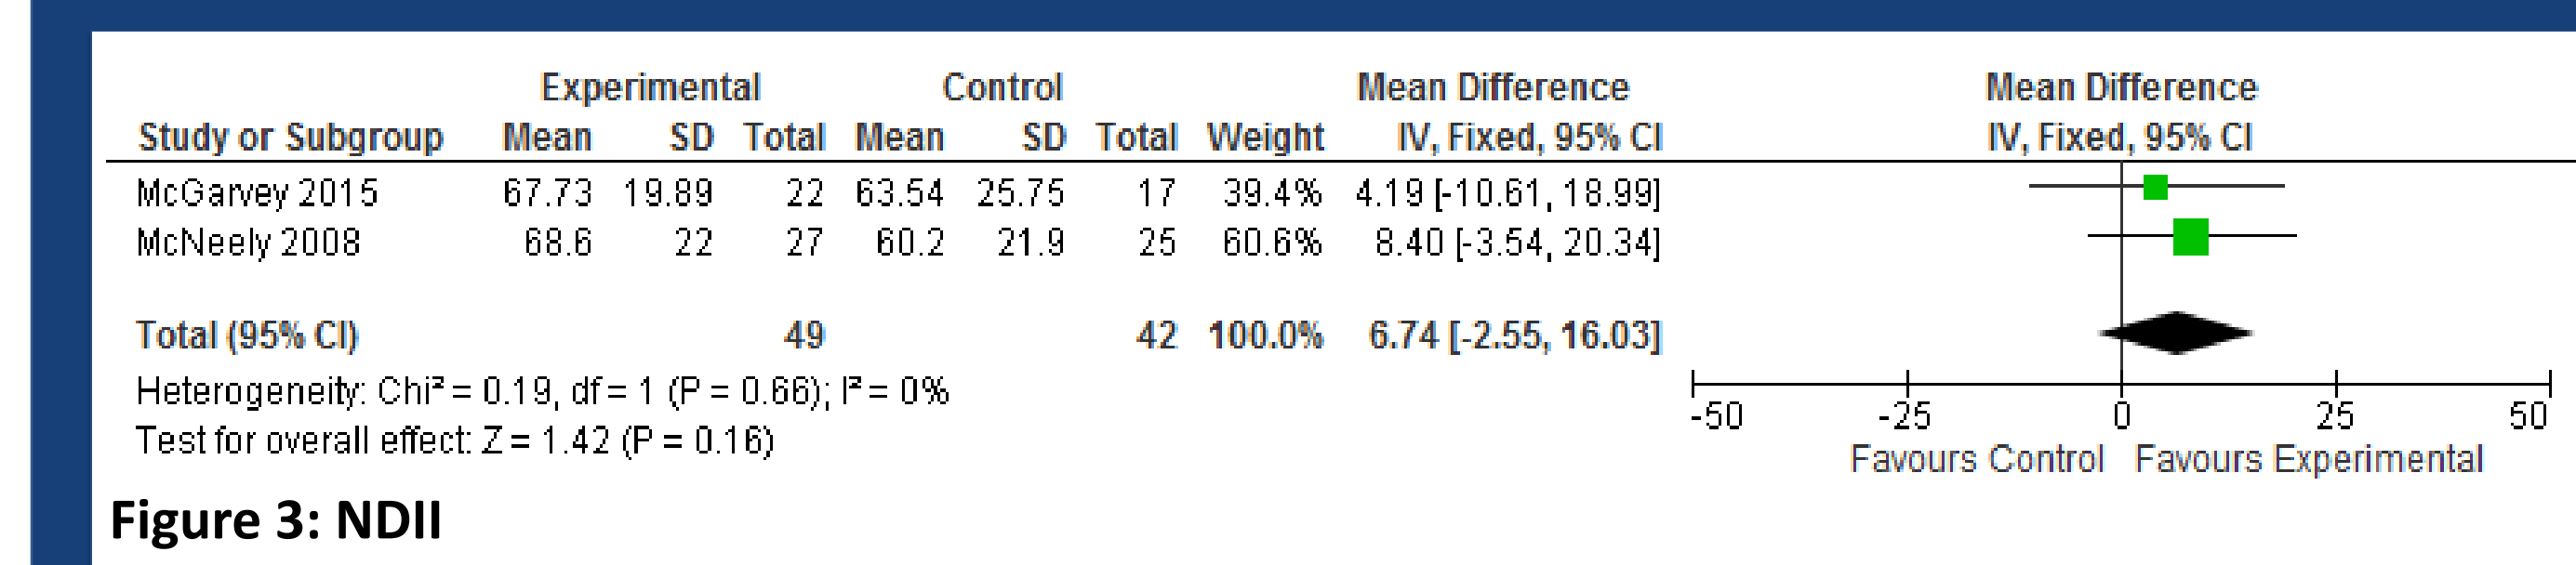 Experimental Control Mean Difference Mean Difference
Study or Subgroup Mean SD Total Mean SD Total Weight IV, Fixed, 95% CI IV, Fixed, 95% CI
McGarvey 2015 67.73 19.89 22 63.54 25.75 17 39.4% 4.19 [-10.61, 18.99]
McNeely 2008 68.6 22 27 60.2 21.9 25 60.6% 8.40 [-3.54, 20.34]
Total (95% CI) 49 42 100.0% 6.74 [-2.55, 16.03]
Heterogeneity: Chi² = 0.19, df = 1 (P = 0.66); I² = 0%
Test for overall effect: Z = 1.42 (P = 0.16)
-50 -25 0 25 50
Favours Control Favours Experimental
Figure 3: NDII